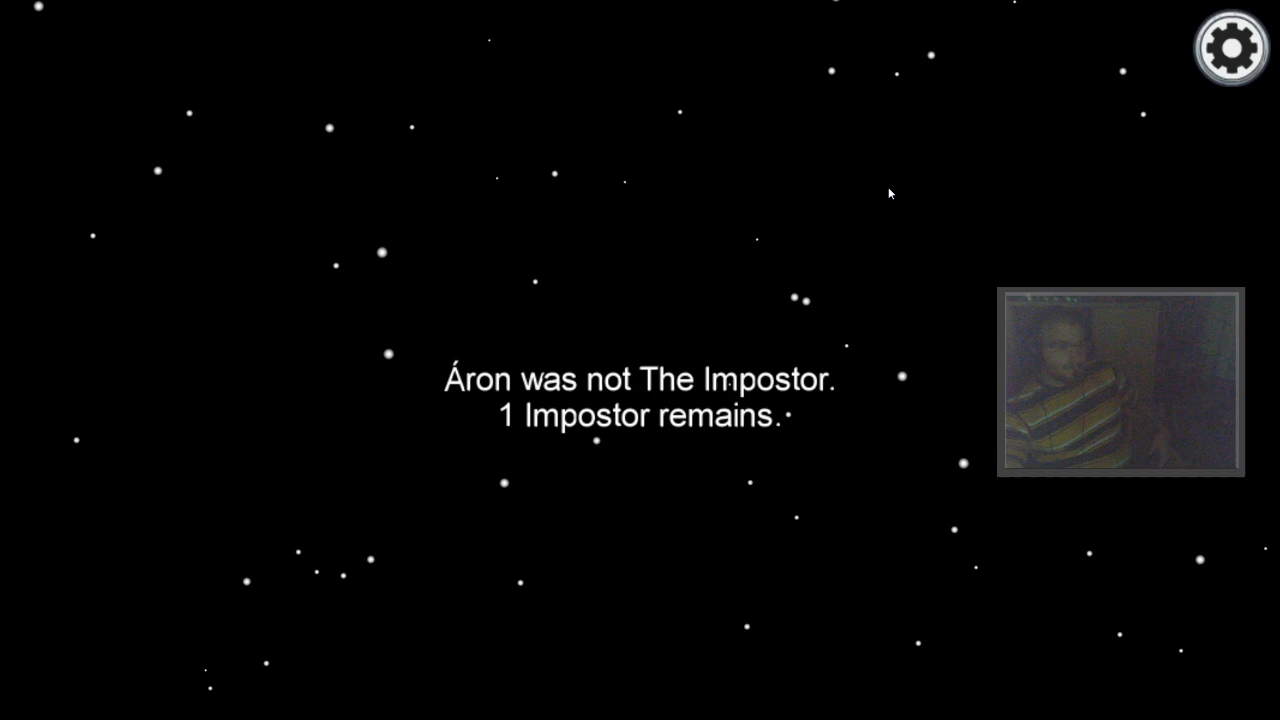 Áron was not The Impostor.
1 Impostor remains.